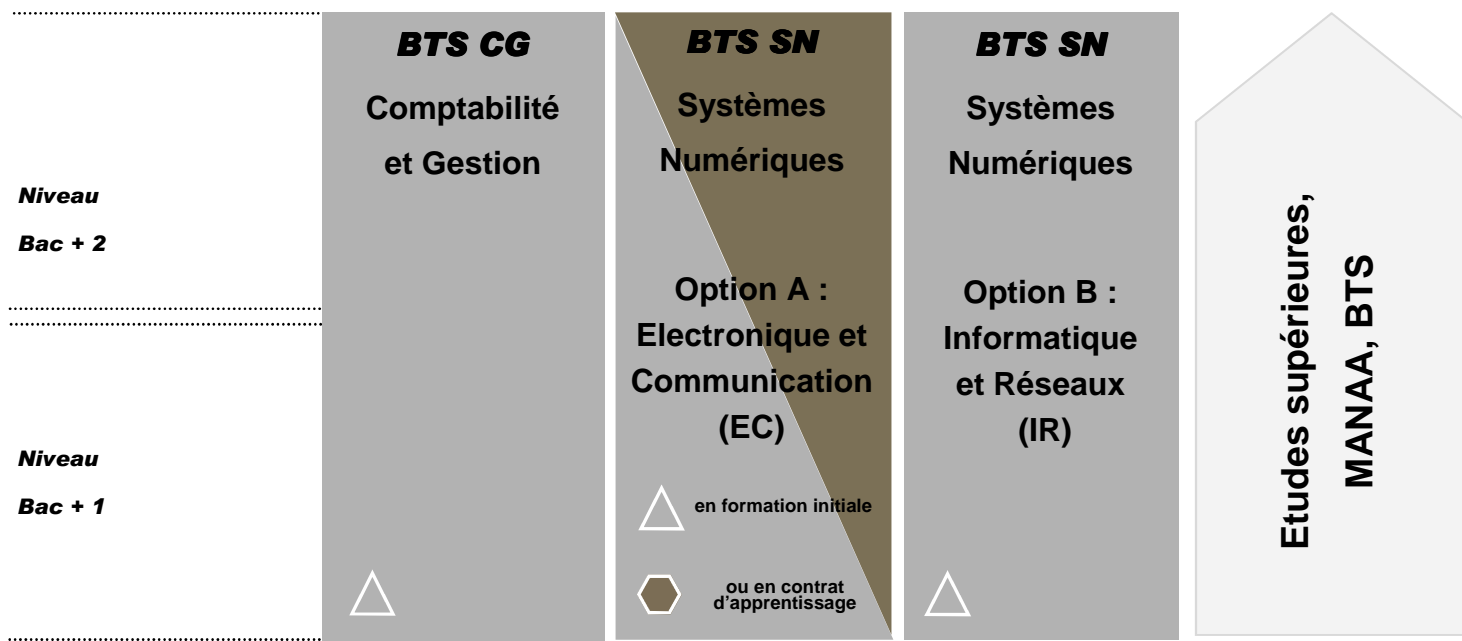 Niveau
Bac + 2
Niveau
Bac + 1
BTS CG
Comptabilité
et Gestion
BTS SN
Systèmes
Numériques
Option A :
Electronique et
Communication
(EC)
en formation initiale
ou en contrat
d’apprentissage
BTS SN
Systèmes
Numériques
Option B :
Informatique
et Réseaux
(IR)
Etudes supérieures,
MANAA, BTS